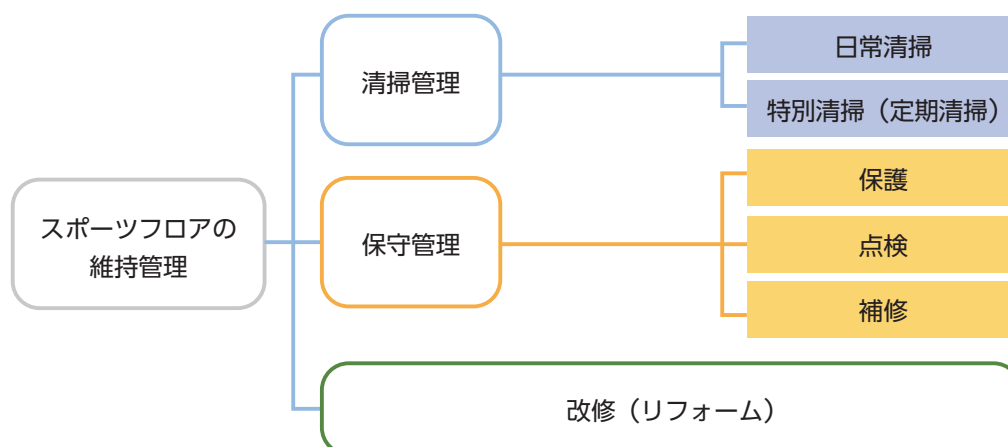 スポーツフロアの
維持管理
清掃管理
日常清掃
特別清掃（定期清掃）
保守管理
保護
点検
補修
改修（リフォーム）